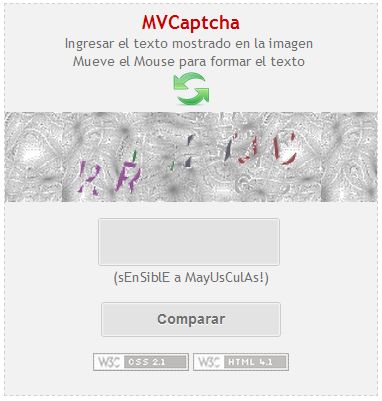 MVCaptcha
Ingresar el texto mostrado en la imagen
Mueve el Mouse para formar el texto
(sEnSiblE a MayUsCulAs!)
Comparar
W3C CSS 2.1 W3C HTML 4.1